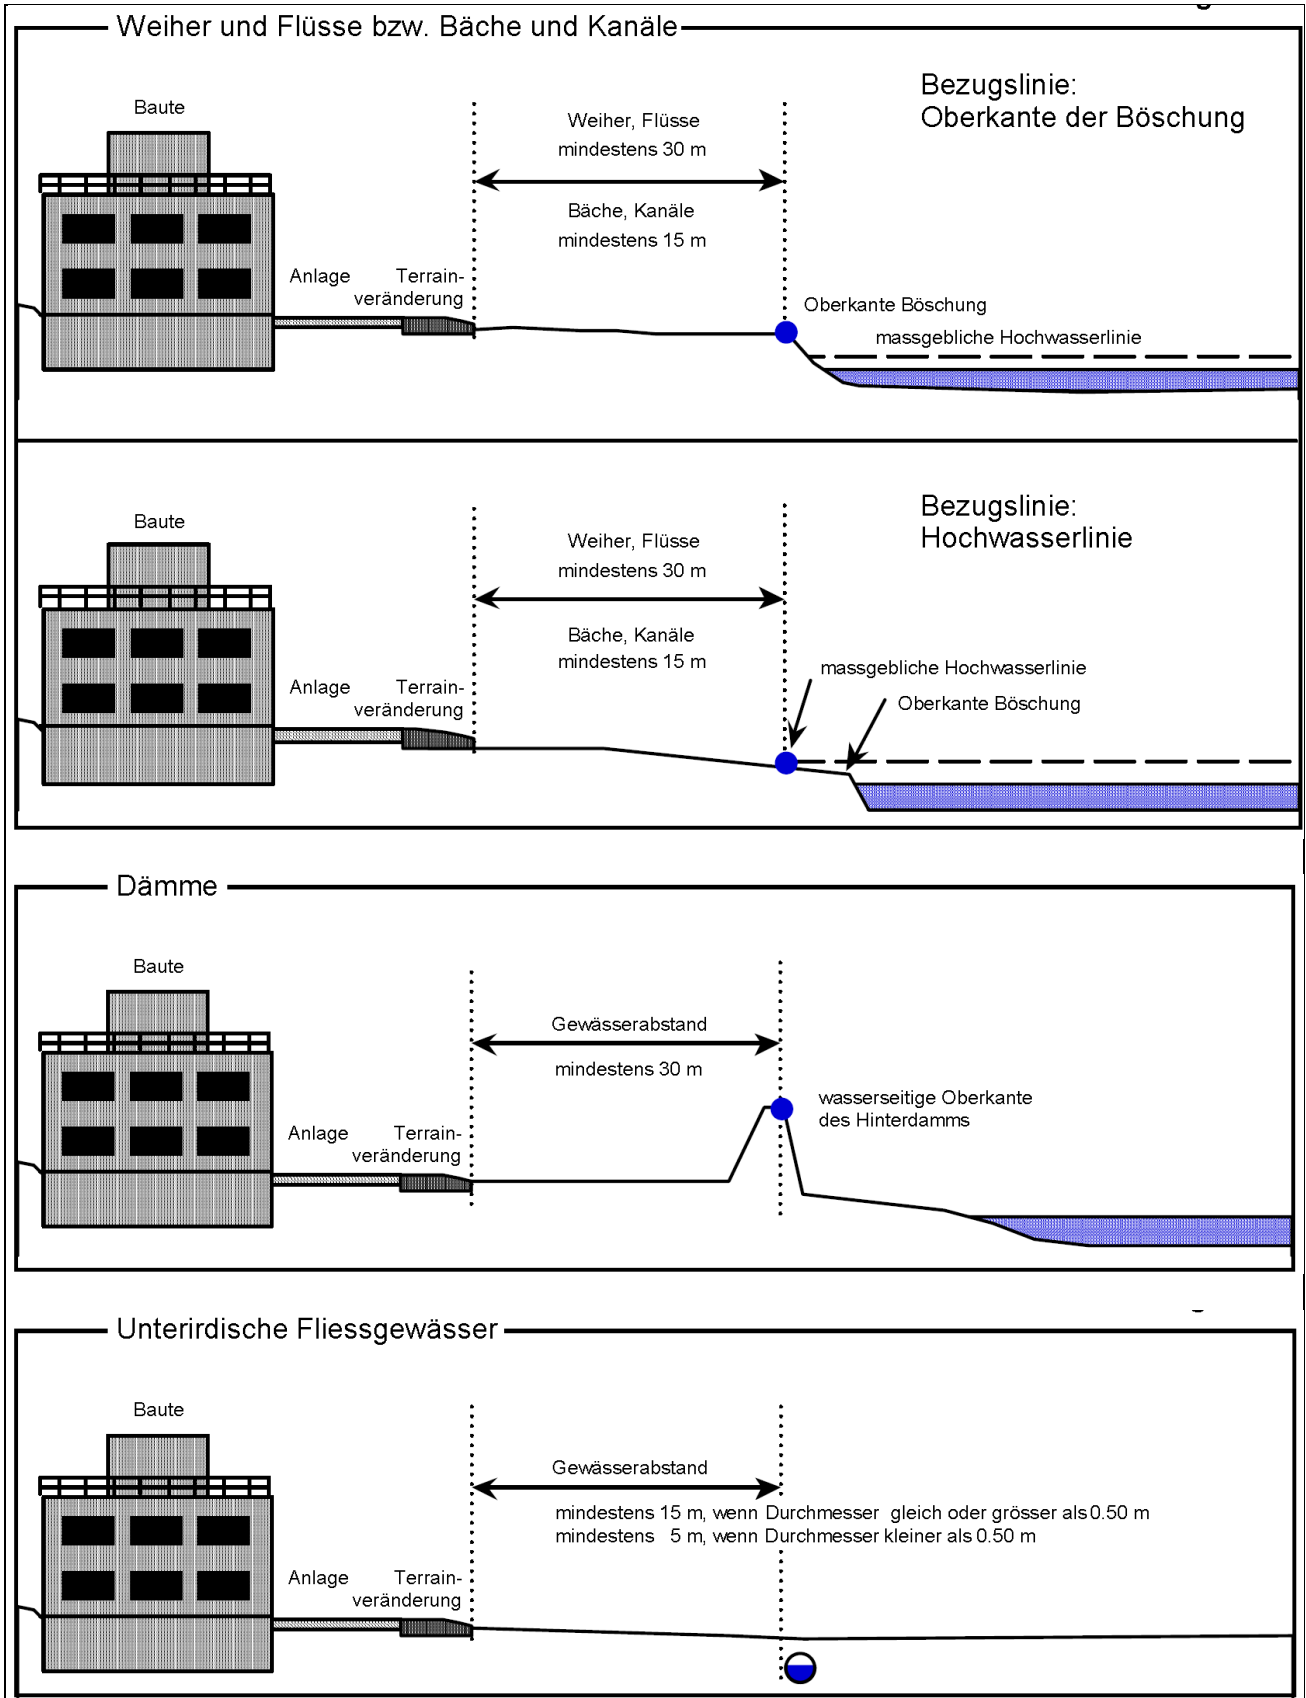 Weiher und Flüsse bzw. Bäche und Kanäle
Bezugslinie:
Oberkante der Böschung
Baute
Weiher, Flüsse
mindestens 30 m
Bäche, Kanäle
mindestens 15 m
Anlage
Terrain-
veränderung
Oberkante Böschung
massgebliche Hochwasserlinie
Bezugslinie:
Hochwasserlinie
Baute
Weiher, Flüsse
mindestens 30 m
Bäche, Kanäle
mindestens 15 m
Anlage
Terrain-
veränderung
massgebliche Hochwasserlinie
Oberkante Böschung
Dämme
Baute
Gewässerabstand
mindestens 30 m
wasserseitige Oberkante
des Hinterdamms
Anlage
Terrain-
veränderung
Unterirdische Fliessgewässer
Baute
Gewässerabstand
mindestens 15 m, wenn Durchmesser gleich oder grösser als 0.50 m
mindestens 5 m, wenn Durchmesser kleiner als 0.50 m
Anlage
Terrain-
veränderung